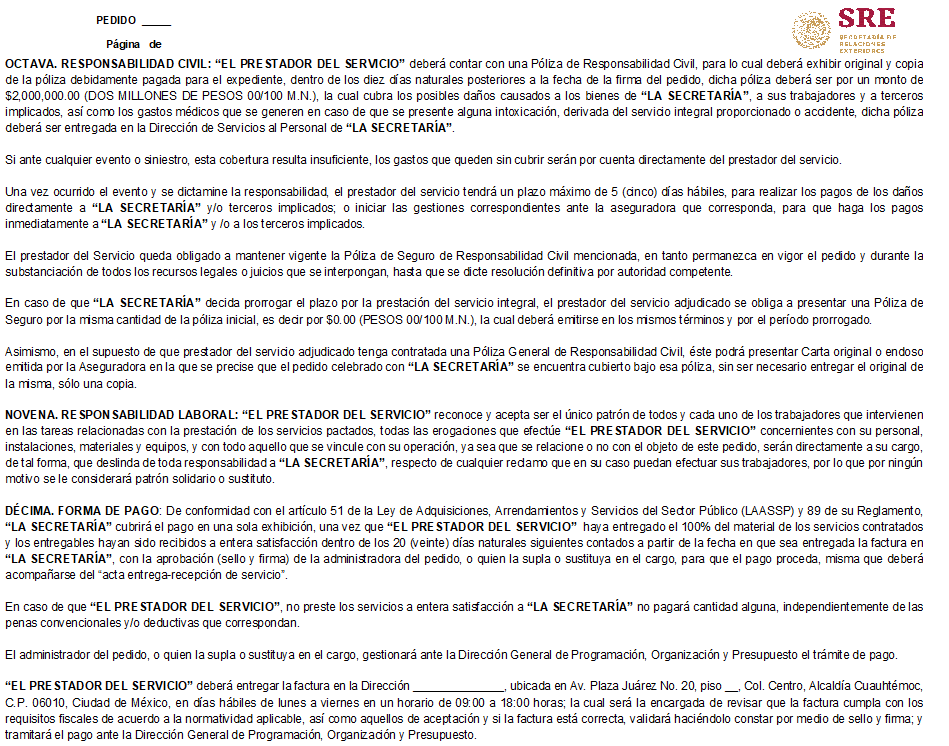 PEDIDO _____
SRE
SECRETARÍA DE
RELACIONES
EXTERIORES
Página de
OCTAVA. RESPONSABILIDAD CIVIL: “EL PRESTADOR DEL SERVICIO” deberá contar con una Póliza de Responsabilidad Civil, para lo cual deberá exhibir original y copia
de la póliza debidamente pagada para el expediente, dentro de los diez días naturales posteriores a la fecha de la firma del pedido, dicha póliza deberá ser por un monto de
$2,000,000.00 (DOS MILLONES DE PESOS 00/100 M.N.), la cual cubra los posibles daños causados a los bienes de “LA SECRETARÍA”, a sus trabajadores y a terceros
implicados, así como los gastos médicos que se generen en caso de que se presente alguna intoxicación, derivada del servicio integral proporcionado o accidente, dicha póliza
deberá ser entregada en la Dirección de Servicios al Personal de “LA SECRETARÍA”.
Si ante cualquier evento o siniestro, esta cobertura resulta insuficiente, los gastos que queden sin cubrir serán por cuenta directamente del prestador del servicio.
Una vez ocurrido el evento y se dictamine la responsabilidad, el prestador del servicio tendrá un plazo máximo de 5 (cinco) días hábiles, para realizar los pagos de los daños
directamente a “LA SECRETARÍA” y/o terceros implicados; o iniciar las gestiones correspondientes ante la aseguradora que corresponda, para que haga los pagos
inmediatamente a “LA SECRETARÍA” y /o a los terceros implicados.
El prestador del Servicio queda obligado a mantener vigente la Póliza de Seguro de Responsabilidad Civil mencionada, en tanto permanezca en vigor el pedido y durante la
substanciación de todos los recursos legales o juicios que se interpongan, hasta que se dicte resolución definitiva por autoridad competente.
En caso de que “LA SECRETARÍA” decida prorrogar el plazo por la prestación del servicio integral, el prestador del servicio adjudicado se obliga a presentar una Póliza de
Seguro por la misma cantidad de la póliza inicial, es decir por $0.00 (PESOS 00/100 M.N.), la cual deberá emitirse en los mismos términos y por el período prorrogado.
Asimismo, en el supuesto de que prestador del servicio adjudicado tenga contratada una Póliza General de Responsabilidad Civil, éste podrá presentar Carta original o endoso
emitida por la Aseguradora en la que se precise que el pedido celebrado con “LA SECRETARÍA” se encuentra cubierto bajo esa póliza, sin ser necesario entregar el original de
la misma, sólo una copia.
NOVENA. RESPONSABILIDAD LABORAL: “EL PRESTADOR DEL SERVICIO” reconoce y acepta ser el único patrón de todos y cada uno de los trabajadores que intervienen
en las tareas relacionadas con la prestación de los servicios pactados, todas las erogaciones que efectúe “EL PRESTADOR DEL SERVICIO” concernientes con su personal,
instalaciones, materiales y equipos, y con todo aquello que se vincule con su operación, ya sea que se relacione o no con el objeto de este pedido, serán directamente a su cargo,
de tal forma, que deslinda de toda responsabilidad a “LA SECRETARÍA”, respecto de cualquier reclamo que en su caso puedan efectuar sus trabajadores, por lo que por ningún
motivo se le considerará patrón solidario o sustituto.
DÉCIMA. FORMA DE PAGO: De conformidad con el artículo 51 de la Ley de Adquisiciones, Arrendamientos y Servicios del Sector Público (LAASSP) y 89 de su Reglamento,
“LA SECRETARÍA” cubrirá el pago en una sola exhibición, una vez que “EL PRESTADOR DEL SERVICIO” haya entregado el 100% del material de los servicios contratados
y los entregables hayan sido recibidos a entera satisfacción dentro de los 20 (veinte) días naturales siguientes contados a partir de la fecha en que sea entregada la factura en
“LA SECRETARÍA”, con la aprobación (sello y firma) de la administradora del pedido, o quien la supla o sustituya en el cargo, para que el pago proceda, misma que deberá
acompañarse del “acta entrega-recepción de servicio”.
En caso de que “EL PRESTADOR DEL SERVICIO”, no preste los servicios a entera satisfacción a “LA SECRETARÍA” no pagará cantidad alguna, independientemente de las
penas convencionales y/o deductivas que correspondan.
El administrador del pedido, o quien la supla o sustituya en el cargo, gestionará ante la Dirección General de Programación, Organización y Presupuesto el trámite de pago.
“EL PRESTADOR DEL SERVICIO” deberá entregar la factura en la Dirección ______________, ubicada en Av. Plaza Juárez No. 20, piso __, Col. Centro, Alcaldía Cuauhtémoc,
C.P. 06010, Ciudad de México, en días hábiles de lunes a viernes en un horario de 09:00 a 18:00 horas; la cual será la encargada de revisar que la factura cumpla con los
requisitos fiscales de acuerdo a la normatividad aplicable, así como aquellos de aceptación y si la factura está correcta, validará haciéndolo constar por medio de sello y firma; y
tramitará el pago ante la Dirección General de Programación, Organización y Presupuesto.